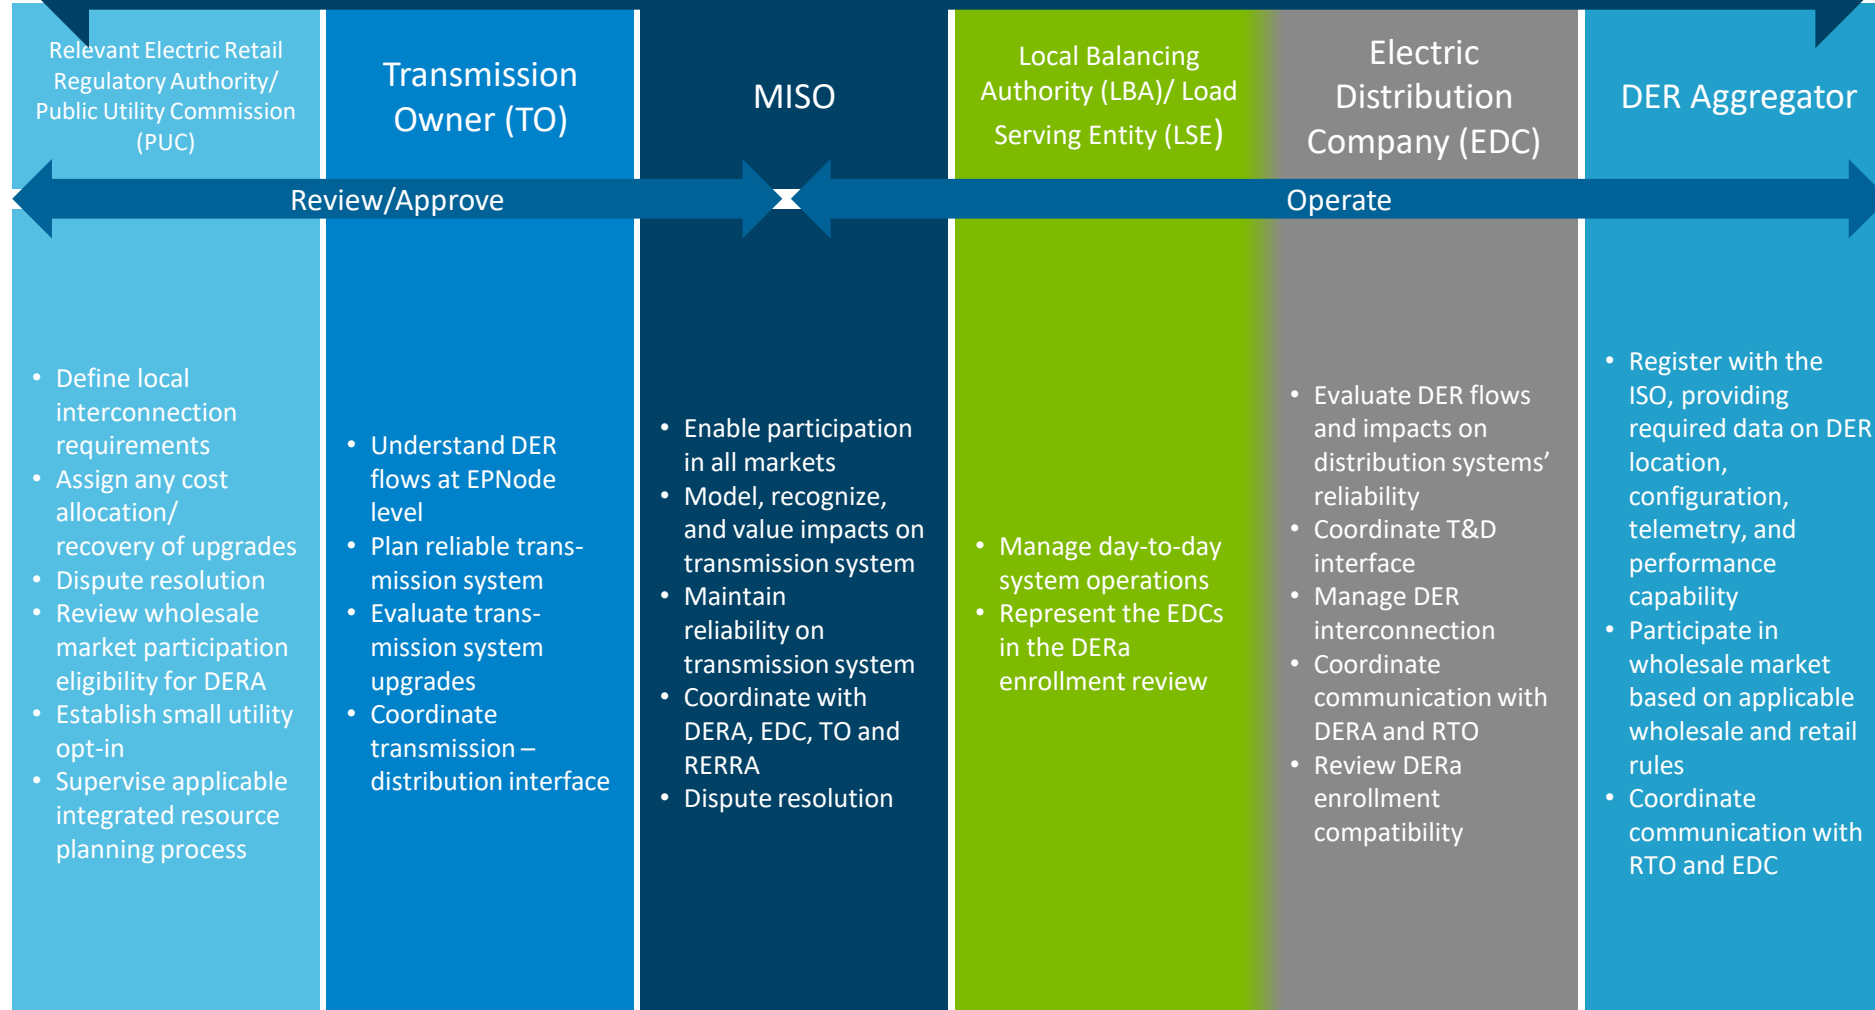 Relevant Electric Retail
Regulatory Authority/
Public Utility Commission
(PUC)
Transmission
Owner (TO)
MISO
Local Balancing
Authority (LBA)/ Load
Serving Entity (LSE)
Electric
Distribution
Company (EDC)
DER Aggregator
Review/Approve
Operate
• Define local
interconnection
requirements
• Assign any cost
allocation/
recovery of upgrades
• Dispute resolution
• Review wholesale
market participation
eligibility for DERA
• Establish small utility
opt-in
• Supervise applicable
integrated resource
planning process
• Understand DER
flows at EPNode
level
• Plan reliable trans-
mission system
• Evaluate trans-
mission system
upgrades
• Coordinate
transmission –
distribution interface
• Enable participation
in all markets
• Model, recognize,
and value impacts on
transmission system
• Maintain
reliability on
transmission system
• Coordinate with
DERA, EDC, TO and
RERRA
• Dispute resolution
• Manage day-to-day
system operations
• Represent the EDCs
in the DERa
enrollment review
• Evaluate DER flows
and impacts on
distribution systems’
reliability
• Coordinate T&D
interface
• Manage DER
interconnection
• Coordinate
communication with
DERA and RTO
• Review DERa
enrollment
compatibility
• Register with the
ISO, providing
required data on DER
location,
configuration,
telemetry, and
performance
capability
• Participate in
wholesale market
based on applicable
wholesale and retail
rules
• Coordinate
communication with
RTO and EDC